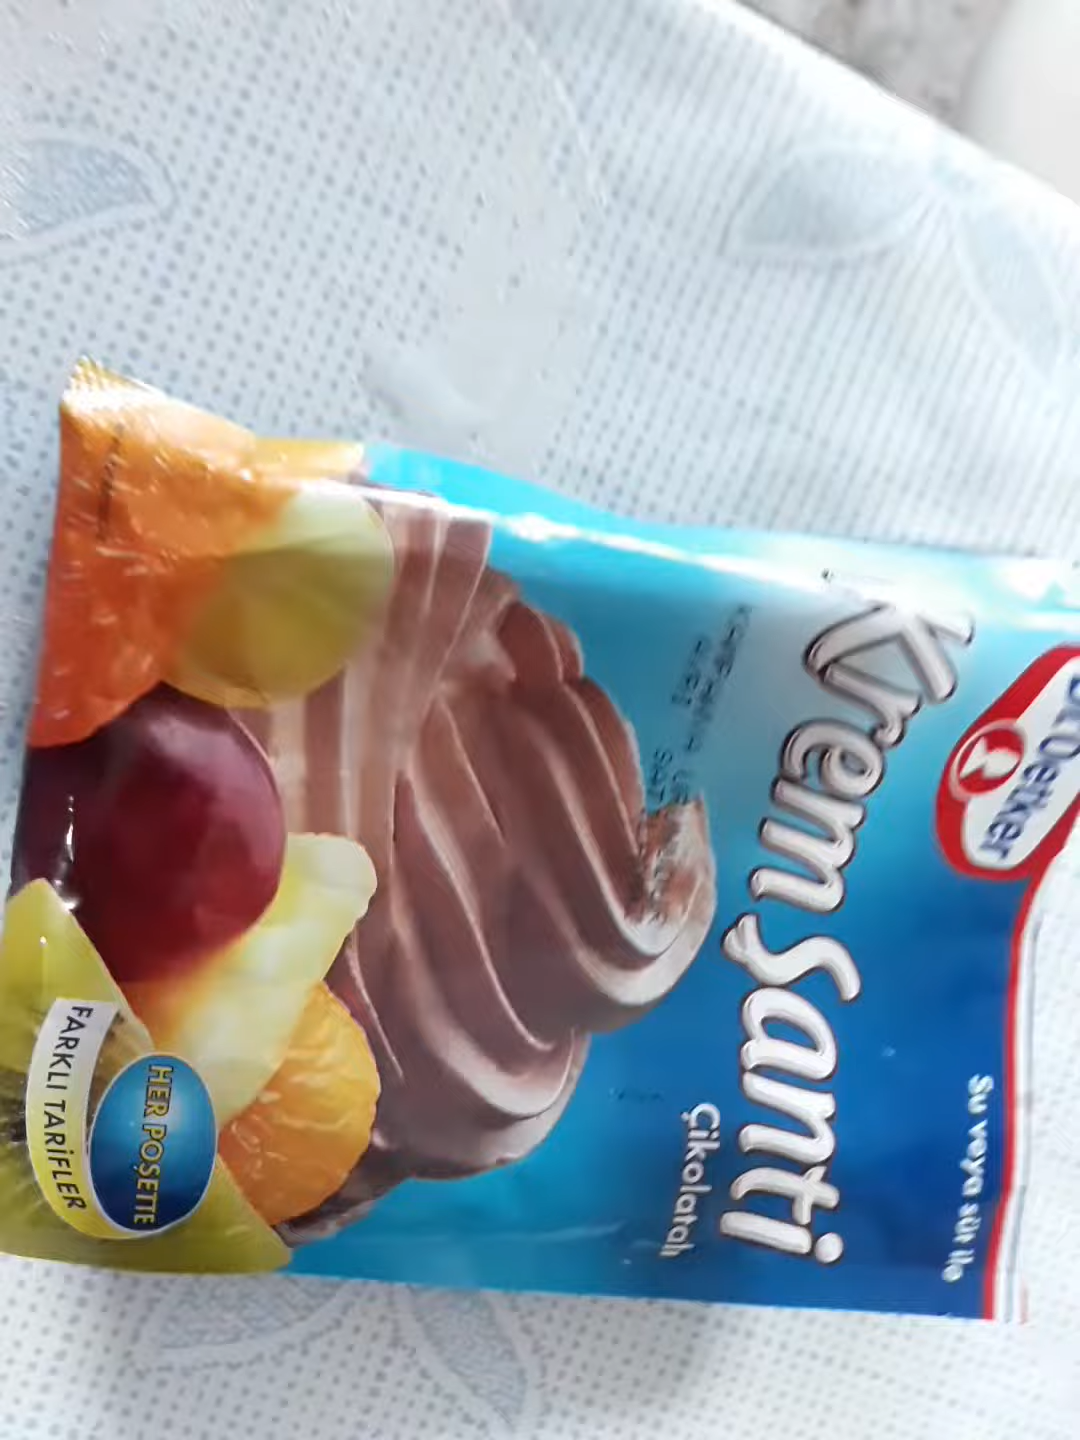 Dr.Oetker
Su veya süt ile
Krem Şanti
Çikolatalı
HER POŞETTE
FARKLI TARİFLER